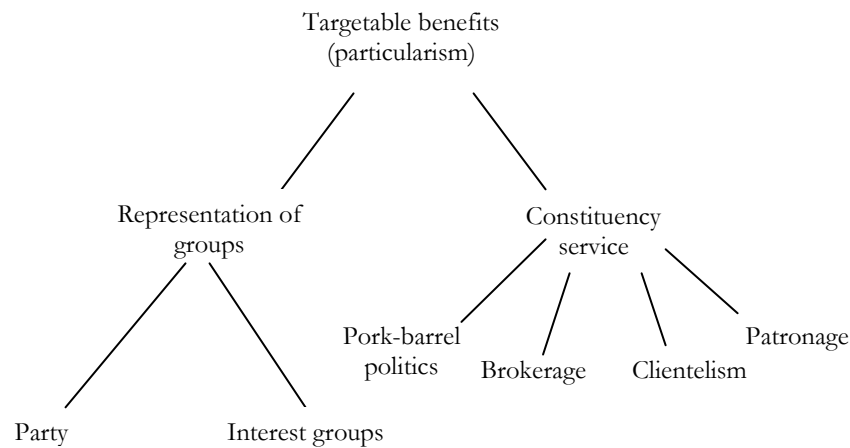 Targetable benefits
(particularism)
Representation of
groups
Constituency
service
Pork-barrel
politics
Brokerage
Clientelism
Patronage
Party
Interest groups